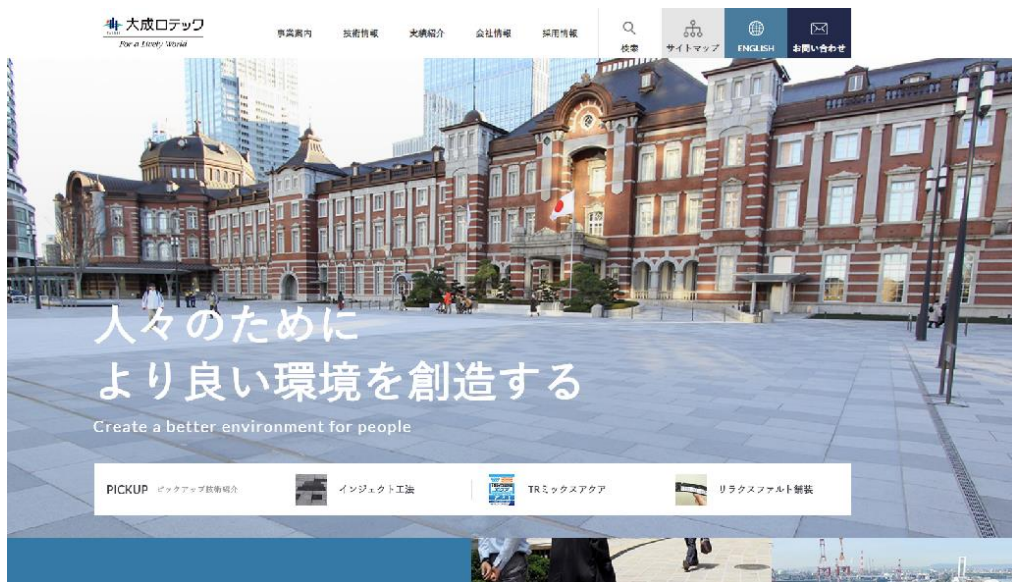 大成ロテック
For a Lively World
事業案内
技術情報
実績紹介
会社情報
採用情報
検索
サイトマップ
ENGLISH
お問い合わせ
人々のために
より良い環境を創造する
Create a better environment for people
PICKUP ピックアップ技術紹介
インジェクト工法
TRミックスアクア
リラクスファルト舗装